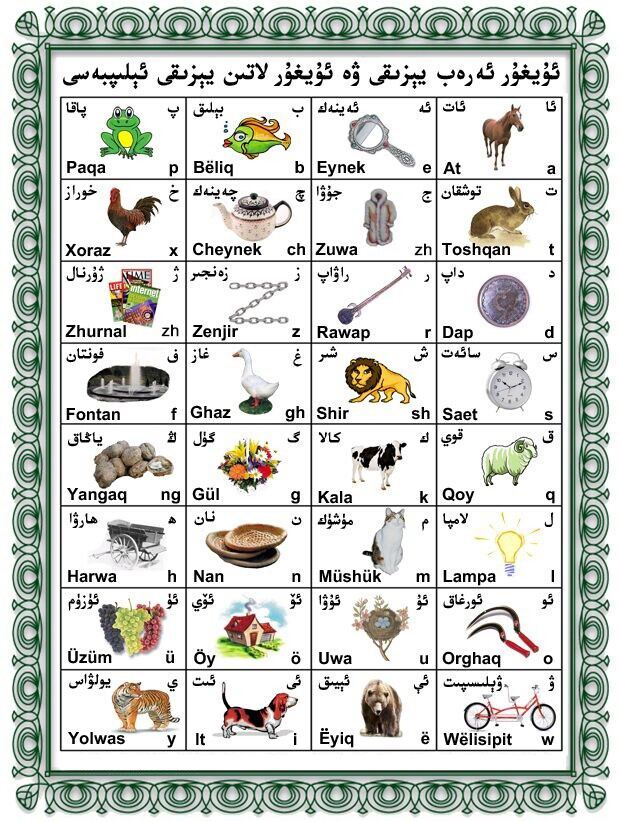 ئۇيغۇر ئەرەب يېزىقى ۋە ئۇيغۇر لاتىن يېزىقى ئېلىپبەسى
ئا ئات
At a
ئە ئەينەك
Eynek e
ب بېلىق
Bëliq b
پ پاقا
Paqa p
ت توشقان
Toshqan t
ج جۇۋا
Zuwa zh
چ چەينەك
Cheynek ch
خ خوراز
Xoraz x
د داپ
Dap d
ر راۋاپ
Rawap r
ز زەنجىر
Zenjir z
ژ ژۇرنال
TIME
LIFE
Internet
Zhurnal zh
س سائەت
Saet s
ش شىر
Shir sh
غ غاز
Ghaz gh
ف فونتان
Fontan f
ق قوي
Qoy q
ك كالا
Kala k
گ گۈل
Gül g
ڭ ياڭاق
Yangaq ng
ل لامپا
Lampa l
م مۈشۈك
Müshük m
ن نان
Nan n
ھ ھارۋا
Harwa h
ئو ئورغاق
Orghaq o
ئۇ ئۇۋا
Uwa u
ئۆ ئۆي
Öy ö
ئۈ ئۈزۈم
Üzüm ü
ۋ ۋېلىسىپىت
Wëlisipit w
ئې ئېيىق
Ëyiq ë
ئى ئىت
It i
ي يولۋاس
Yolwas y